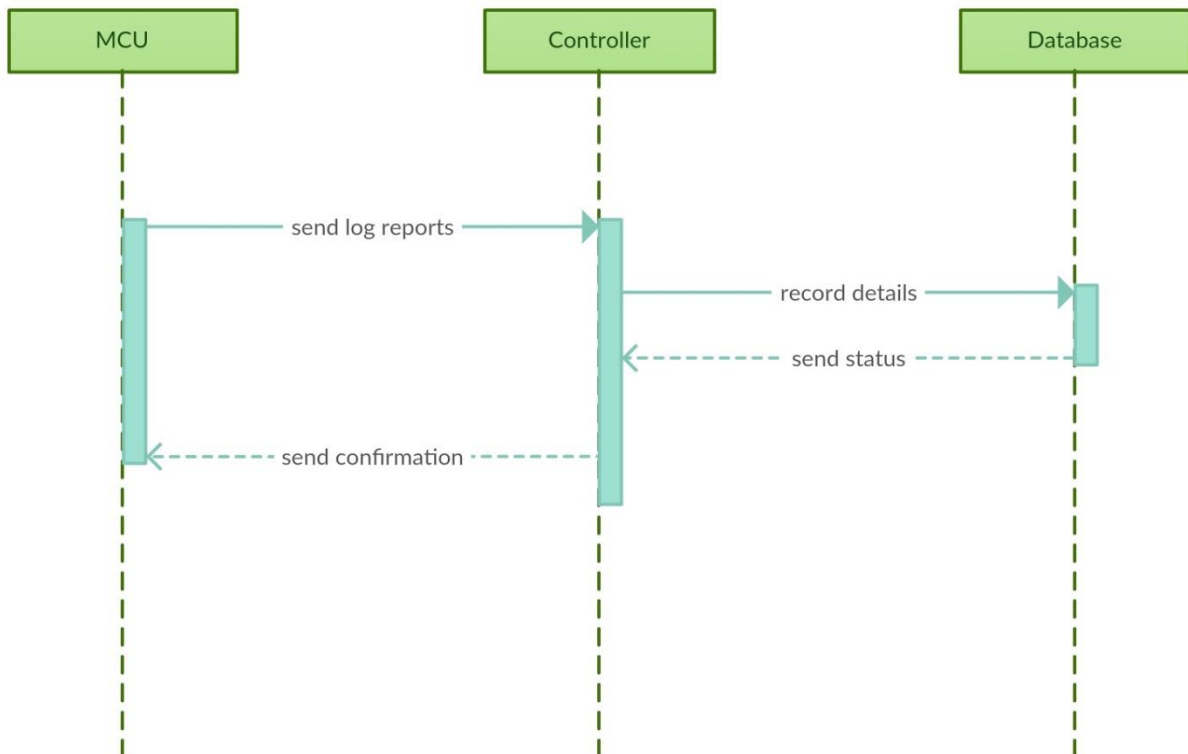 MCU
Controller
Database
send log reports
record details
send status
send confirmation